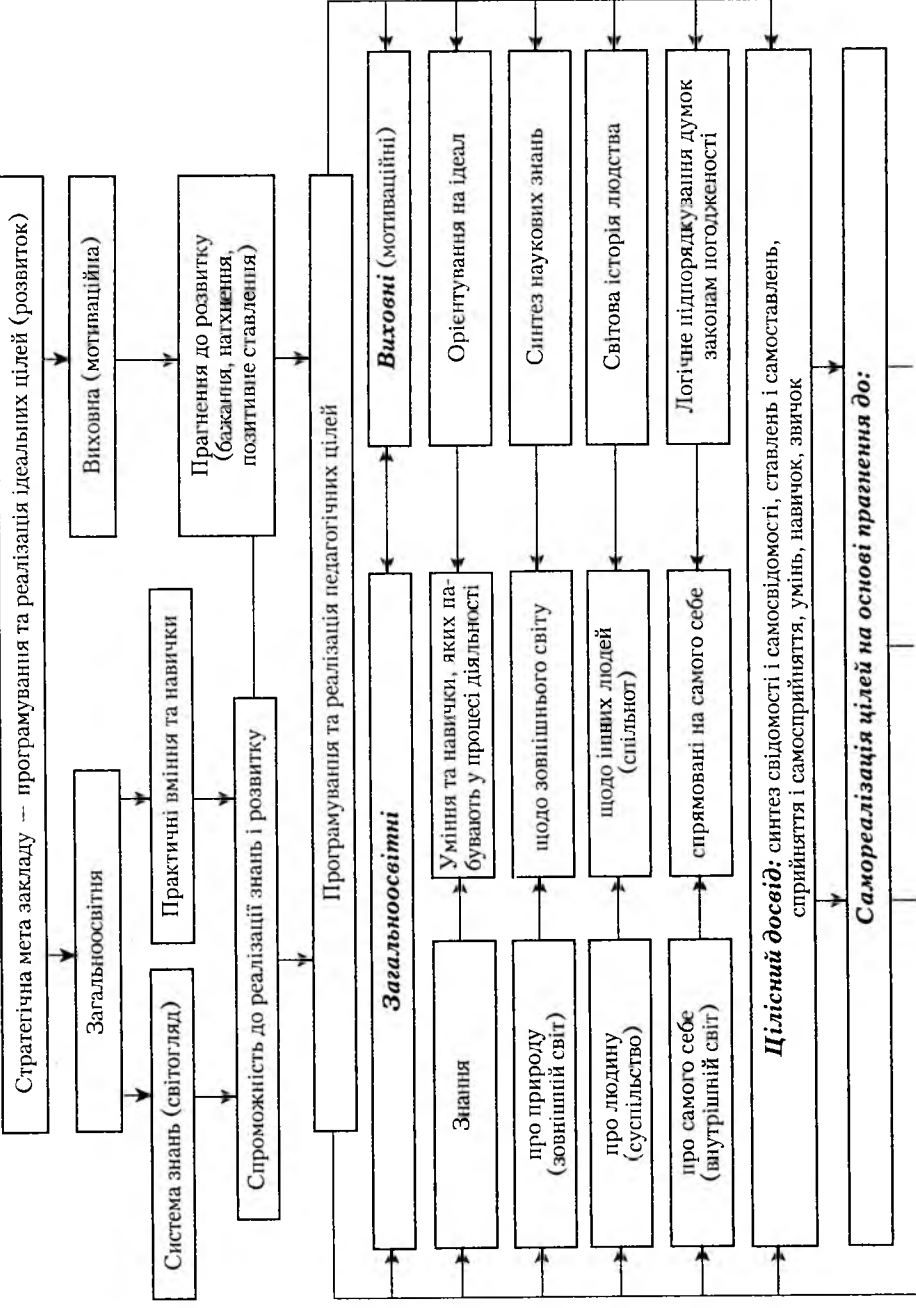 Стратегічна мета закладу — програмування та реалізація ідеальних цілей (розвиток)
Загальноосвітня
Виховна (мотиваційна)
Система знань (світогляд)
Практичні вміння та навички
Прагнення до розвитку
(бажання, натхнення,
позитивне ставлення)
Спроможність до реалізації знань і розвитку
Програмування та реалізація педагогічних цілей
Загальноосвітні
Виховні (мотиваційні)
Знання
Уміння та навички, яких на-
бувають у процесі діяльності
Орієнтування на ідеал
про природу
(зовнішній світ)
щодо зовнішнього світу
Синтез наукових знань
про людину
(суспільство)
щодо інших людей
(спільнот)
Світова історія людства
про самого себе
(внутрішній світ)
спрямовані на самого себе
Логічне підпорядкування думок
законам погодженості
Цілісний досвід: синтез свідомості і самосвідомості, ставлень і самоставлень,
сприйняття і самосприйняття, умінь, навичок, звичок
Самореалізація цілей на основі прагнення до: